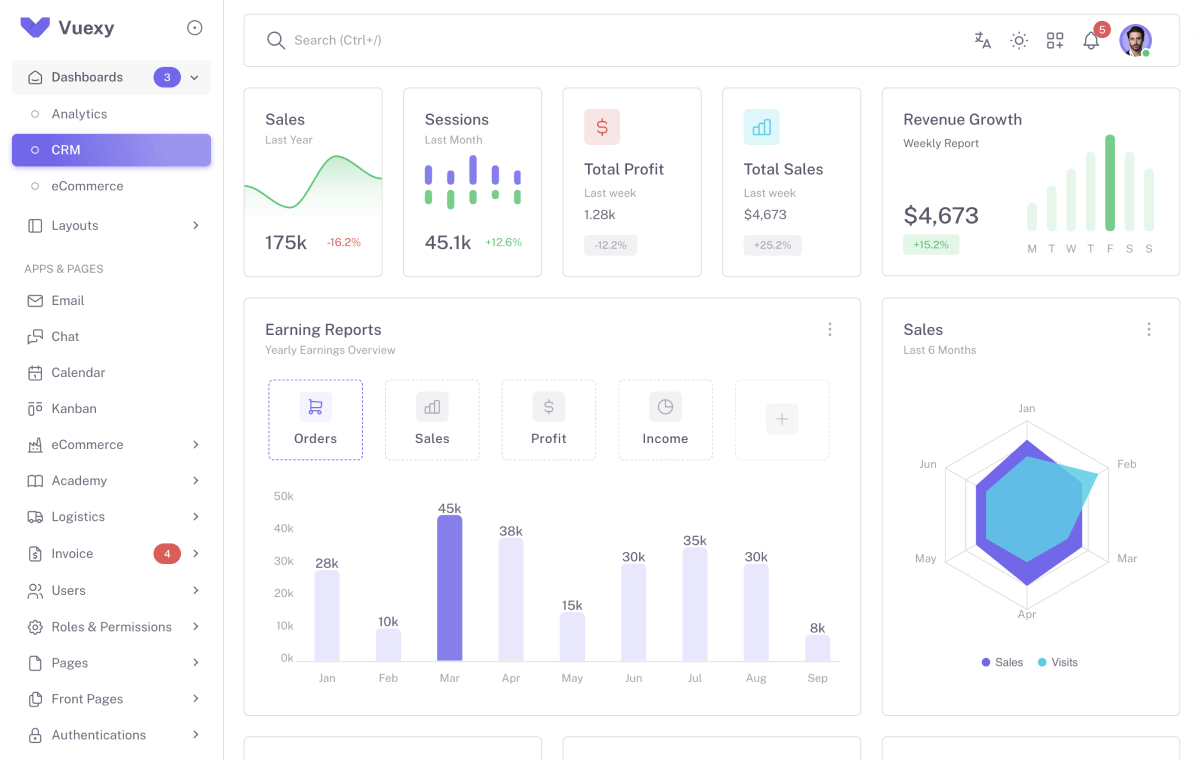 Vuexy
Dashboards 3
Analytics
CRM
eCommerce
Layouts
APPS & PAGES
Email
Chat
Calendar
Kanban
eCommerce
Academy
Logistics
Invoice 4
Users
Roles & Permissions
Pages
Front Pages
Authentications
Search (Ctrl+/)
5
Sales
Last Year
175k -16.2%
Sessions
Last Month
45.1k +12.6%
$
Total Profit
Last week
1.28k
-12.2%
Total Sales
Last week
$4,673
+25.2%
Revenue Growth
Weekly Report
$4,673
+15.2%
M T W T F S S
Earning Reports
Yearly Earnings Overview
Orders
Sales
$
Profit
Income
+
50k
40k
30k
20k
10k
0k
28k
10k
45k
38k
15k
30k
35k
30k
8k
Jan Feb Mar Apr May Jun Jul Aug Sep
Sales
Last 6 Months
Jan
Feb
Mar
Apr
May
Jun
Sales Visits